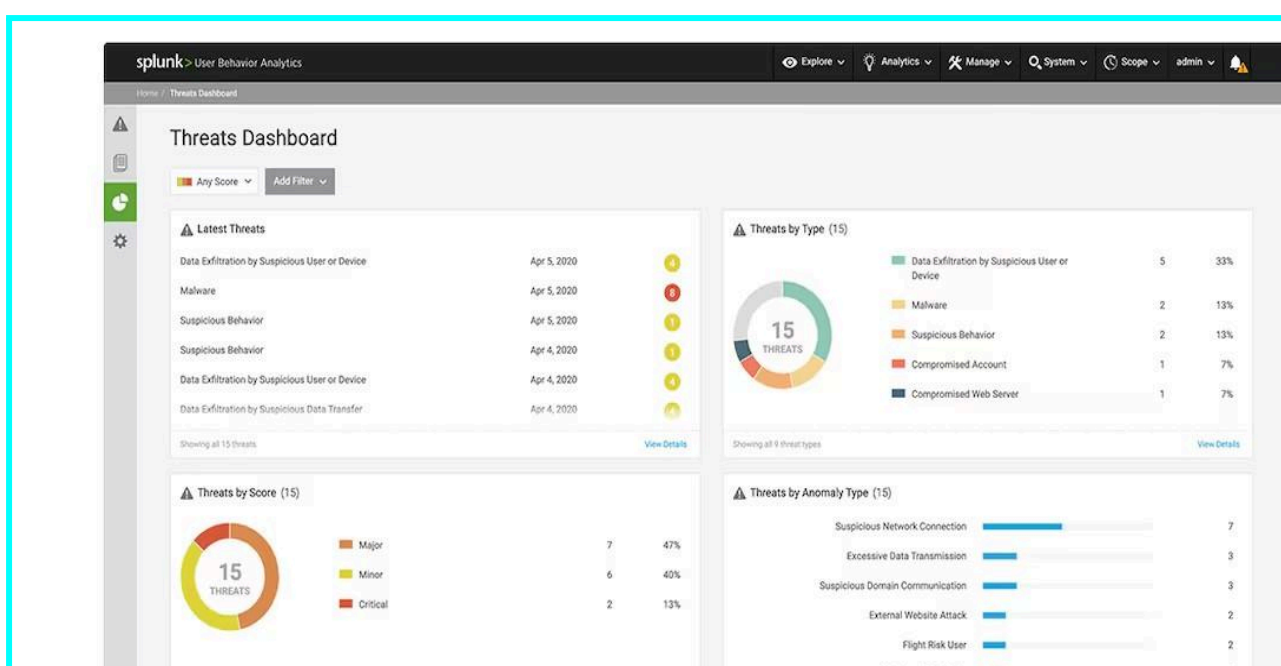 splunk> User Behavior Analytics
Explore Analytics Manage System Scope admin
Home / Threats Dashboard
Threats Dashboard
Any Score Add Filter
Latest Threats
Data Exfiltration by Suspicious User or Device Apr 5, 2020 4
Malware Apr 5, 2020 8
Suspicious Behavior Apr 5, 2020 1
Suspicious Behavior Apr 4, 2020 1
Data Exfiltration by Suspicious User or Device Apr 4, 2020 4
Data Exfiltration by Suspicious Data Transfer Apr 4, 2020
Showing all 15 threats View Details
Threats by Type (15)
15
THREATS
Data Exfiltration by Suspicious User or 5 33%
Device
Malware 2 13%
Suspicious Behavior 2 13%
Compromised Account 1 7%
Compromised Web Server 1 7%
Showing all 9 threat types View Details
Threats by Score (15)
15
THREATS
Major 7 47%
Minor 6 40%
Critical 2 13%
Threats by Anomaly Type (15)
Suspicious Network Connection 7
Excessive Data Transmission 3
Suspicious Domain Communication 3
External Website Attack 2
Flight Risk User 2